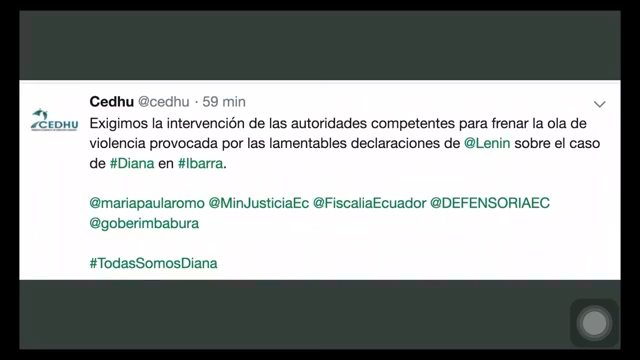 Cedhu @cedhu · 59 min
CEDHU
Exigimos la intervención de las autoridades competentes para frenar la ola de
violencia provocada por las lamentables declaraciones de @Lenin sobre el caso
de #Diana en #Ibarra.
@mariapaularomo @MinJusticiaEc @FiscaliaEcuador @DEFENSORIAEC
@goberimbabura
#TodasSomosDiana